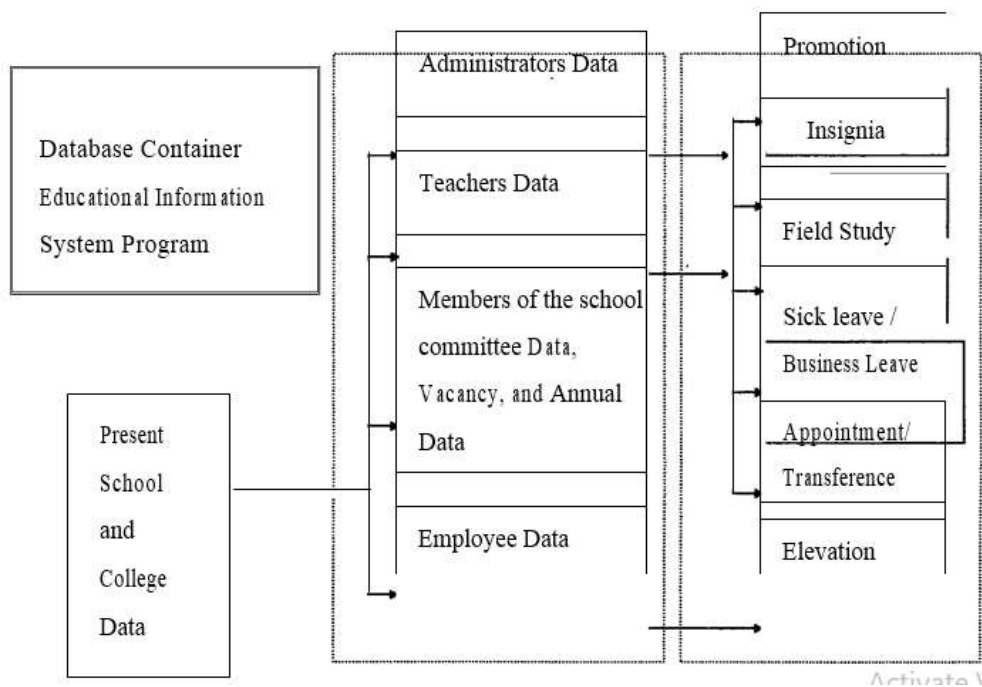 Database Container
Educational Information
System Program
Present
School
and
College
Data
Administrators Data
Teachers Data
Members of the school
committee Data,
Vacancy, and Annual
Data
Employee Data
Promotion
Insignia
Field Study
Sick leave /
Business Leave
Appointment/
Transference
Elevation